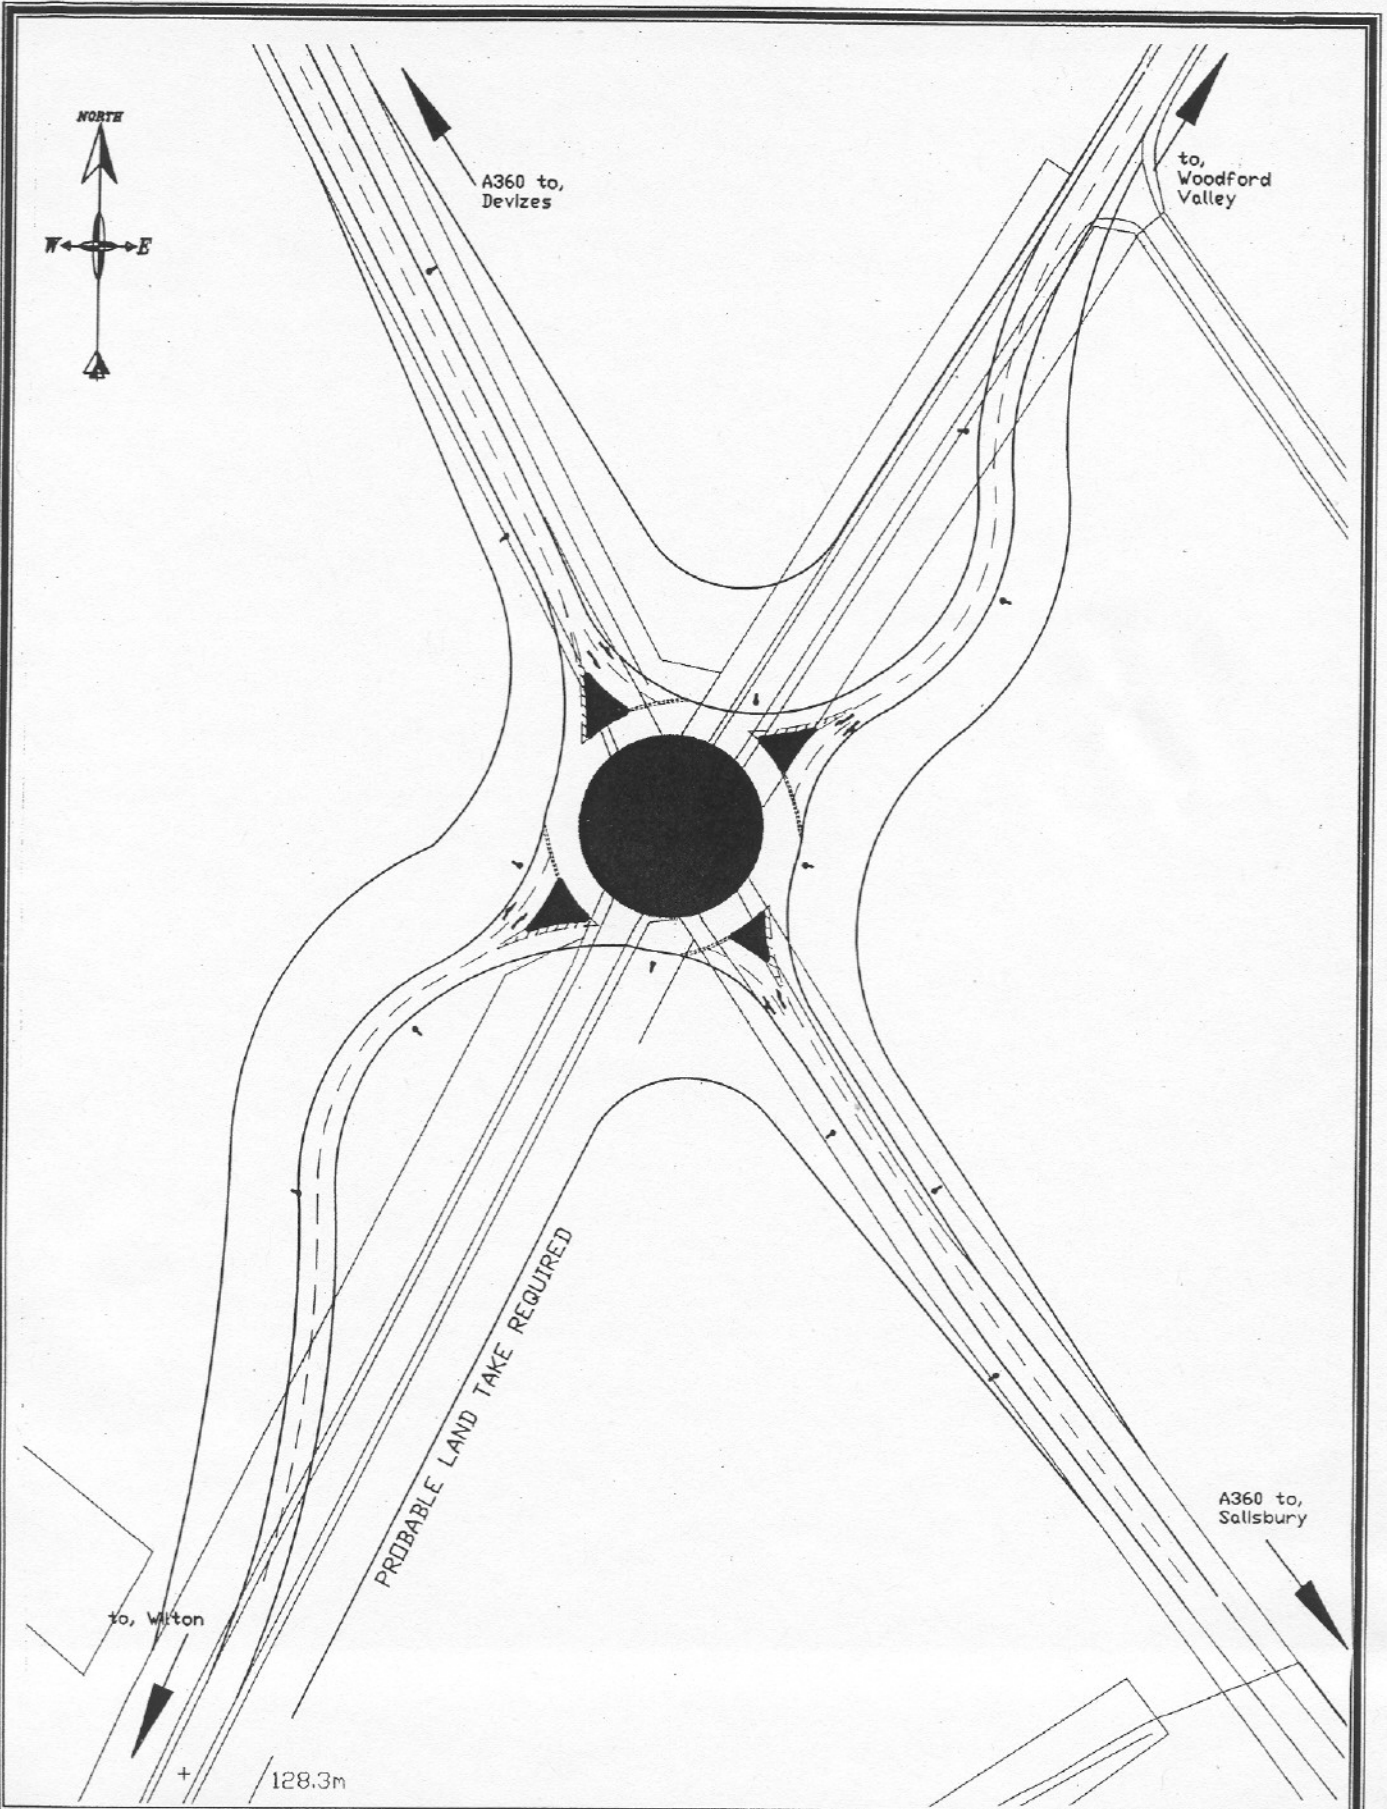 NORTH
W E
A360 to,
Devizes
to,
Woodford
Valley
PROBABLE LAND TAKE REQUIRED
A360 to,
Salisbury
to, Wilton
128.3m